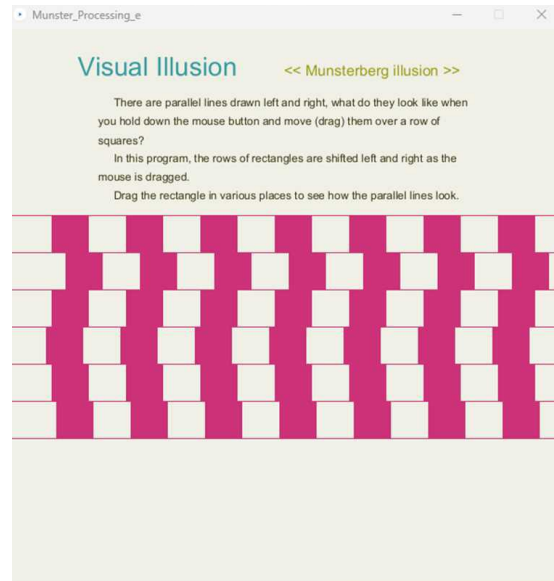 Munster_Processing_e
Visual Illusion << Munsterberg illusion >>
There are parallel lines drawn left and right, what do they look like when
you hold down the mouse button and move (drag) them over a row of
squares?
In this program, the rows of rectangles are shifted left and right as the
mouse is dragged.
Drag the rectangle in various places to see how the parallel lines look.